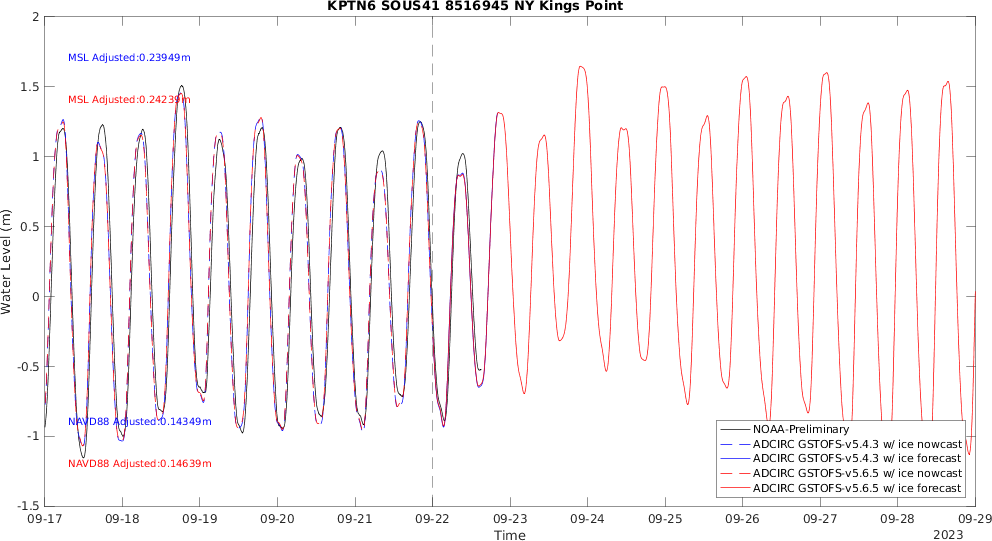 KPTN6 SOUS41 8516945 NY Kings Point
2
1.5
1
0.5
0
-0.5
-1
-1.5
Water Level (m)
MSL Adjusted:0.23949m
MSL Adjusted:0.24239m
NAVD88 Adjusted:0.14349m
NAVD88 Adjusted:0.14639m
NOAA-Preliminary
ADCIRC GSTOFS-v5.4.3 w/ ice nowcast
ADCIRC GSTOFS-v5.4.3 w/ ice forecast
ADCIRC GSTOFS-v5.6.5 w/ ice nowcast
ADCIRC GSTOFS-v5.6.5 w/ ice forecast
09-17 09-18 09-19 09-20 09-21 09-22 09-23 09-24 09-25 09-26 09-27 09-28 09-29
Time
2023